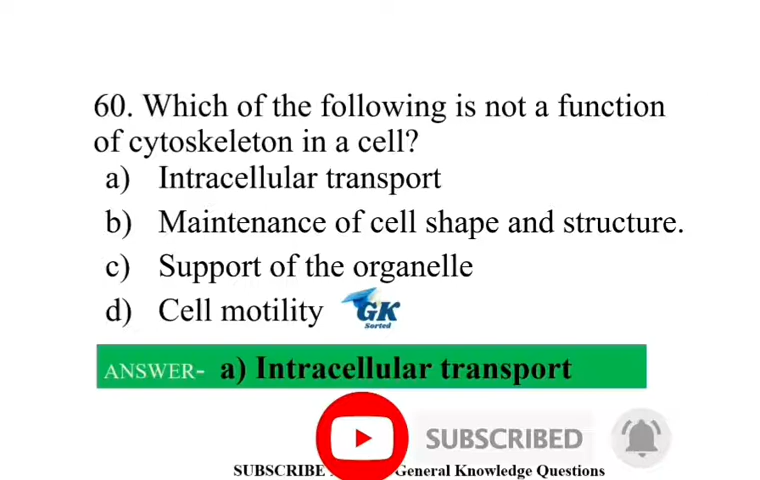 60. Which of the following is not a function
of cytoskeleton in a cell?
a) Intracellular transport
b) Maintenance of cell shape and structure.
c) Support of the organelle
d) Cell motility
GK
Sorted
ANSWER- a) Intracellular transport
SUBSCRIBED
SUBSCRIBE General Knowledge Questions